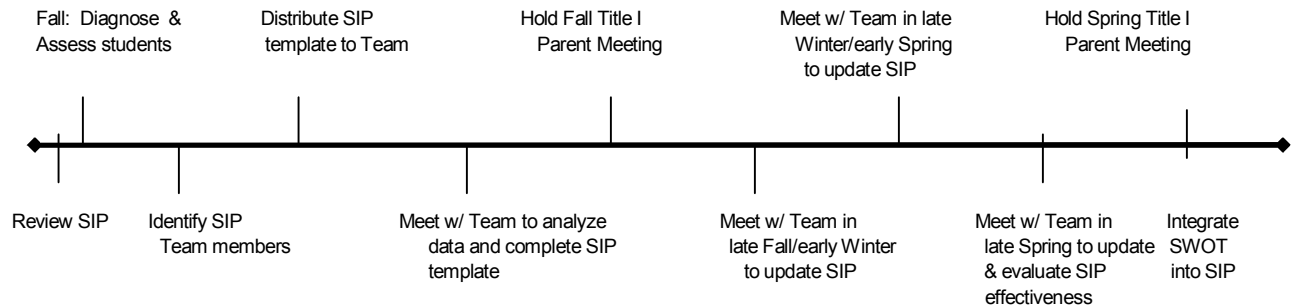 Fall: Diagnose &
Assess students
Distribute SIP
template to Team
Hold Fall Title I
Parent Meeting
Meet w/ Team in late
Winter/early Spring
to update SIP
Hold Spring Title I
Parent Meeting
Review SIP
Identify SIP
Team members
Meet w/ Team to analyze
data and complete SIP
template
Meet w/ Team in
late Fall/early Winter
to update SIP
Meet w/ Team in
late Spring to update
& evaluate SIP
effectiveness
Integrate
SWOT
into SIP